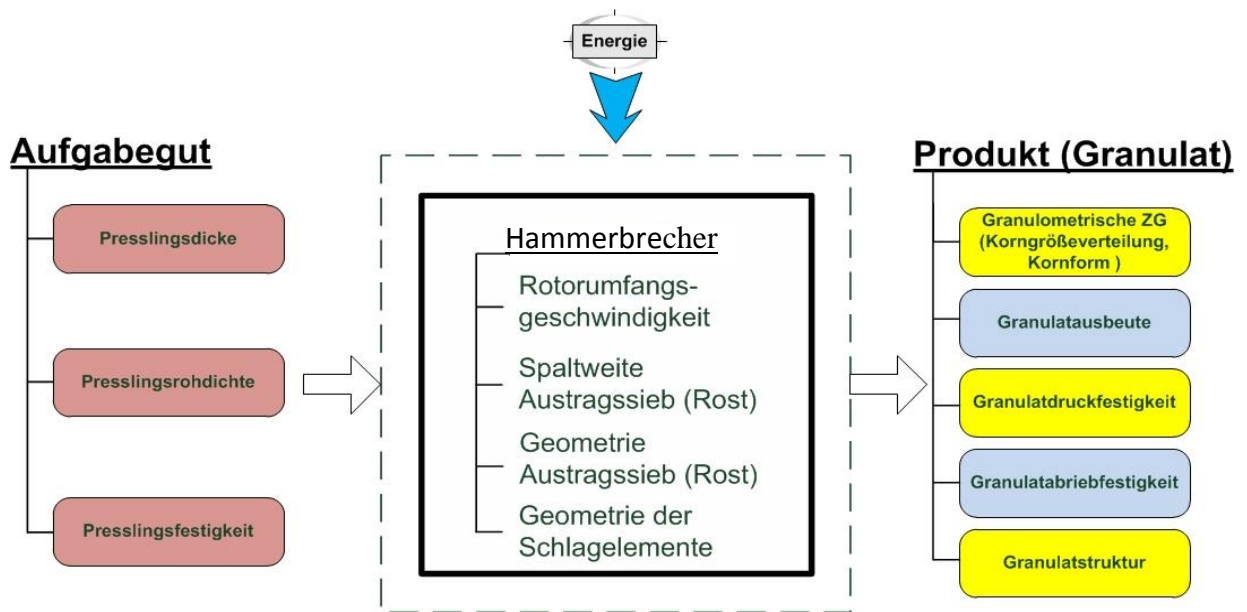 Energie
Aufgabegut
Presslingsdicke
Presslingsrohdichte
Presslingsfestigkeit
Hammerbrecher
Rotorumfangs-
geschwindigkeit
Spaltweite
Austragssieb (Rost)
Geometrie
Austragssieb (Rost)
Geometrie der
Schlagelemente
Produkt (Granulat)
Granulometrische ZG
(Korngrößeverteilung,
Kornform )
Granulatausbeute
Granulatdruckfestigkeit
Granulatabriebfestigkeit
Granulatstruktur